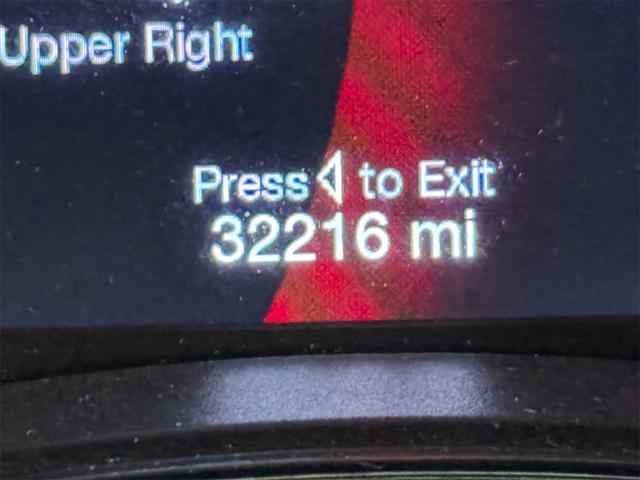 Upper Right
Press ◁ to Exit
32216 mi